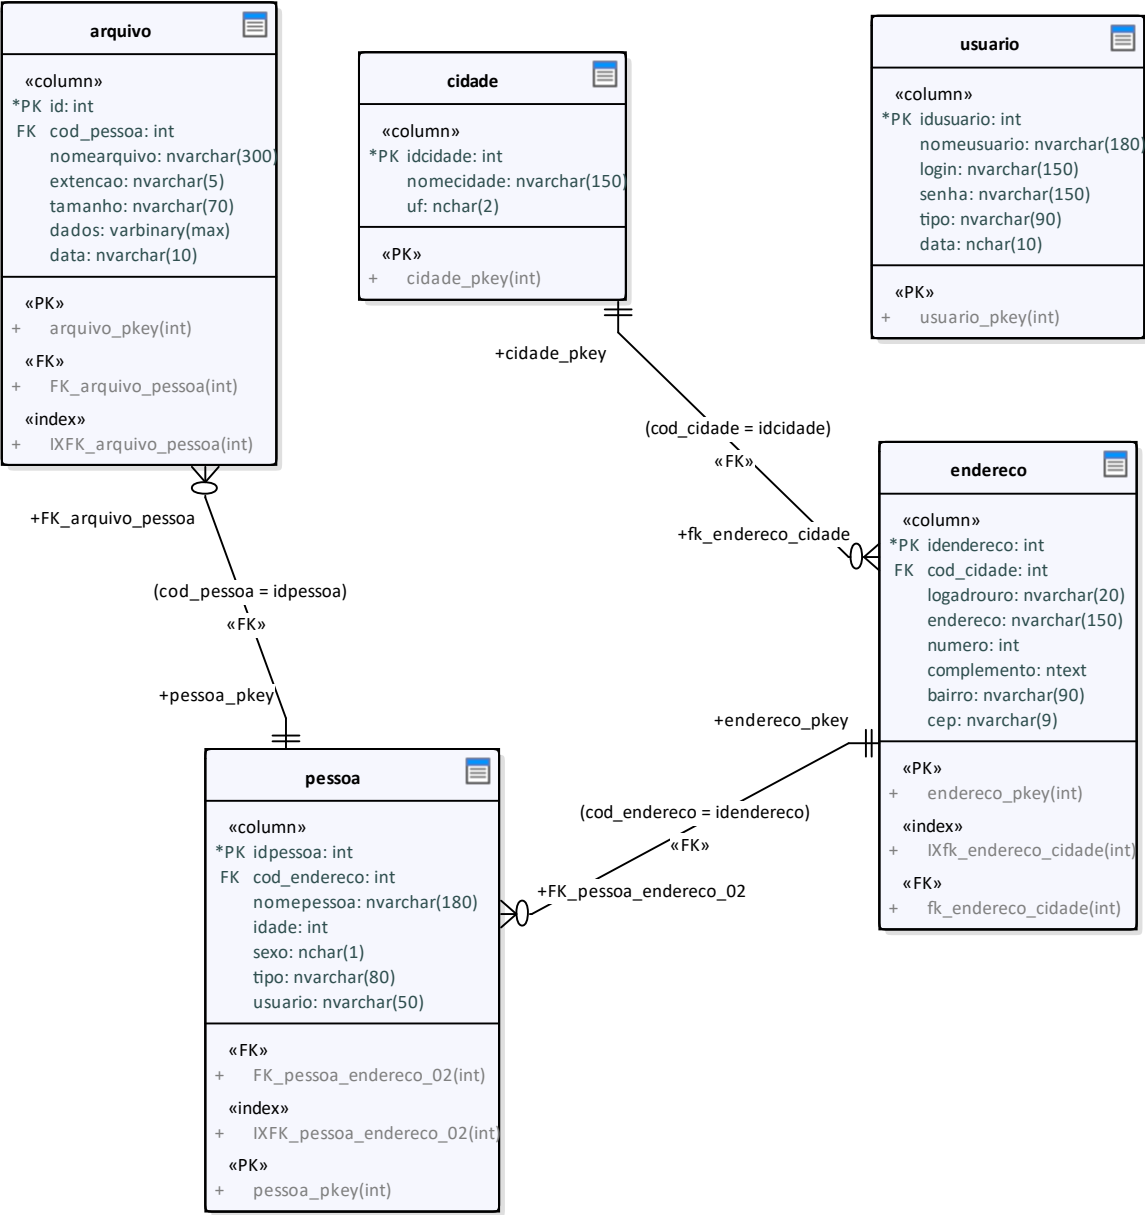 arquivo
«column»
*PK id: int
FK cod_pessoa: int
nomearquivo: nvarchar(300)
extencao: nvarchar(5)
tamanho: nvarchar(70)
dados: varbinary(max)
data: nvarchar(10)
«PK»
+ arquivo_pkey(int)
«FK»
+ FK_arquivo_pessoa(int)
«index»
+ IXFK_arquivo_pessoa(int)
cidade
«column»
*PK idcidade: int
nomecidade: nvarchar(150)
uf: nchar(2)
«PK»
+ cidade_pkey(int)
usuario
«column»
*PK idusuario: int
nomeusuario: nvarchar(180)
login: nvarchar(150)
senha: nvarchar(150)
tipo: nvarchar(90)
data: nchar(10)
«PK»
+ usuario_pkey(int)
+cidade_pkey
(cod_cidade = idcidade)
«FK»
+fk_endereco_cidade
endereco
«column»
*PK idendereco: int
FK cod_cidade: int
logadrouro: nvarchar(20)
endereco: nvarchar(150)
numero: int
complemento: ntext
bairro: nvarchar(90)
cep: nvarchar(9)
«PK»
+ endereco_pkey(int)
«index»
+ IXfk_endereco_cidade(int)
«FK»
+ fk_endereco_cidade(int)
+FK_arquivo_pessoa
(cod_pessoa = idpessoa)
«FK»
+pessoa_pkey
+endereco_pkey
(cod_endereco = idendereco)
«FK»
+FK_pessoa_endereco_02
pessoa
«column»
*PK idpessoa: int
FK cod_endereco: int
nomepessoa: nvarchar(180)
idade: int
sexo: nchar(1)
tipo: nvarchar(80)
usuario: nvarchar(50)
«FK»
+ FK_pessoa_endereco_02(int)
«index»
+ IXFK_pessoa_endereco_02(int)
«PK»
+ pessoa_pkey(int)